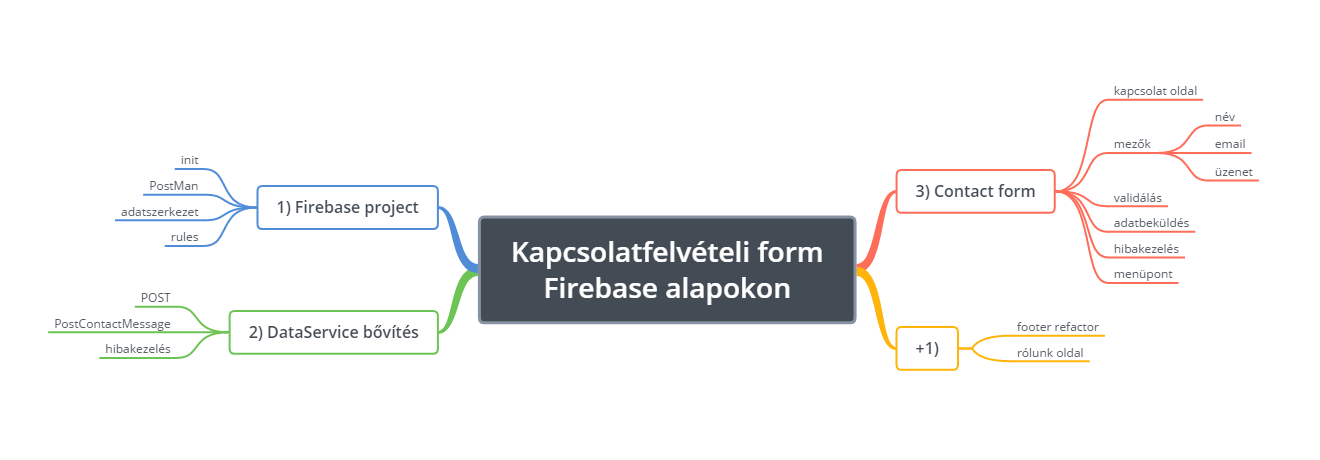 Kapcsolatfelvételi form
Firebase alapokon
1) Firebase project
init
PostMan
adatszerkezet
rules
2) DataService bővítés
POST
PostContactMessage
hibakezelés
3) Contact form
kapcsolat oldal
mezők
név
email
üzenet
validálás
adatbeküldés
hibakezelés
menüpont
+1)
footer refactor
rólunk oldal